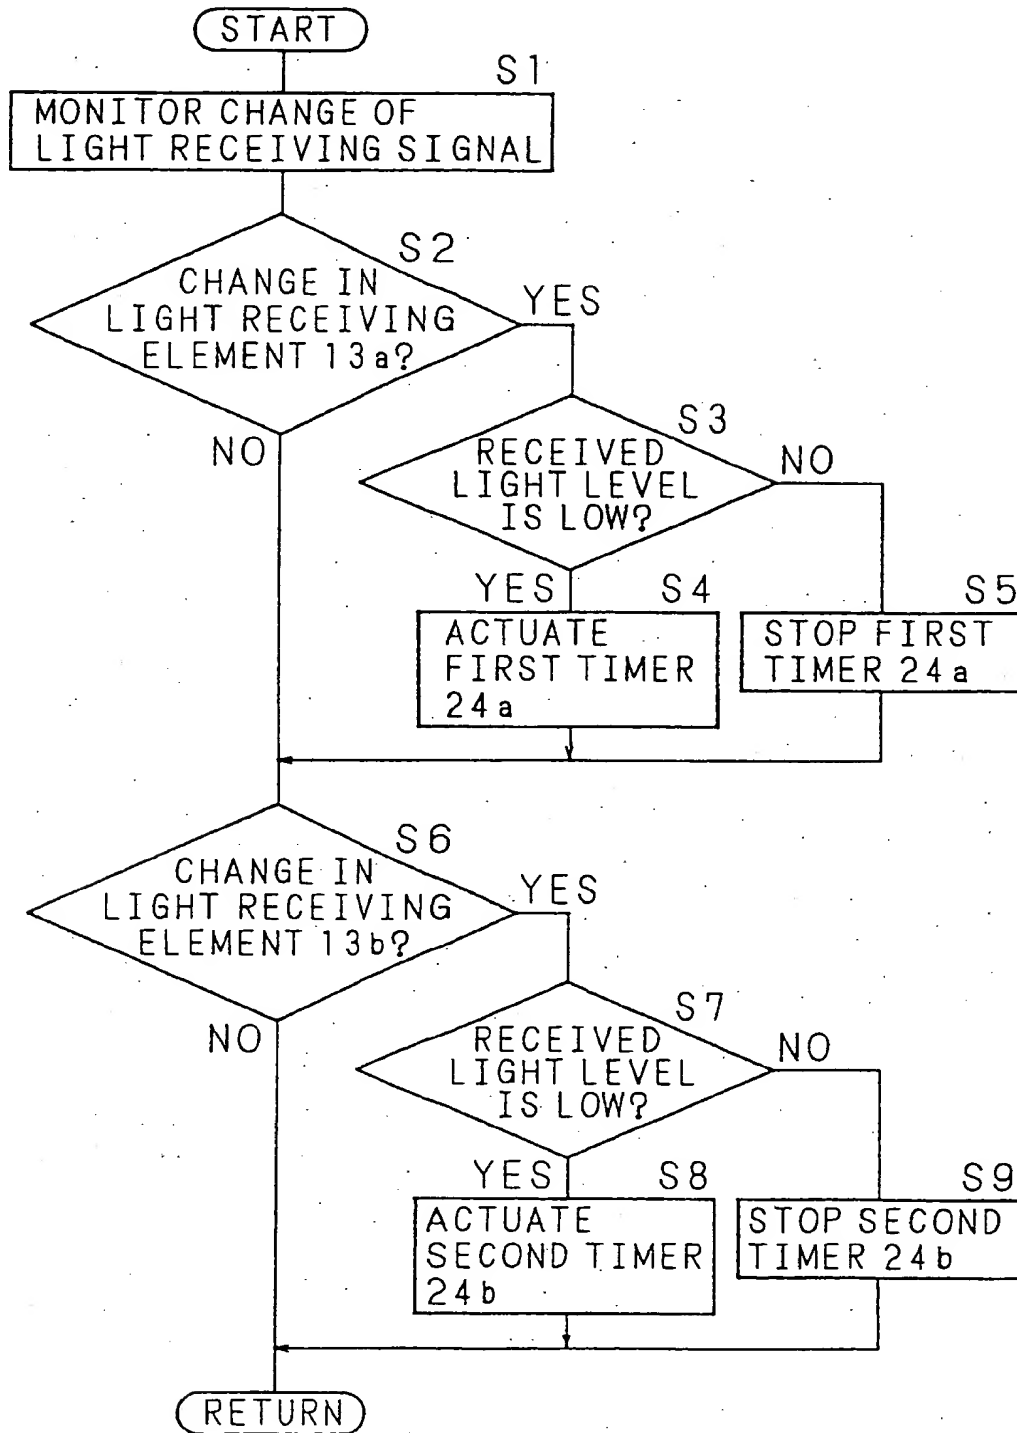 START
S1
MONITOR CHANGE OF
LIGHT RECEIVING SIGNAL
S2
CHANGE IN
LIGHT RECEIVING
ELEMENT 13a?
YES
NO
S3
RECEIVED
LIGHT LEVEL
IS LOW?
NO
YES
S4
ACTUATE
FIRST TIMER
24a
S5
STOP FIRST
TIMER 24a
S6
CHANGE IN
LIGHT RECEIVING
ELEMENT 13b?
YES
NO
S7
RECEIVED
LIGHT LEVEL
IS LOW?
NO
YES
S8
ACTUATE
SECOND TIMER
24b
S9
STOP SECOND
TIMER 24b
RETURN